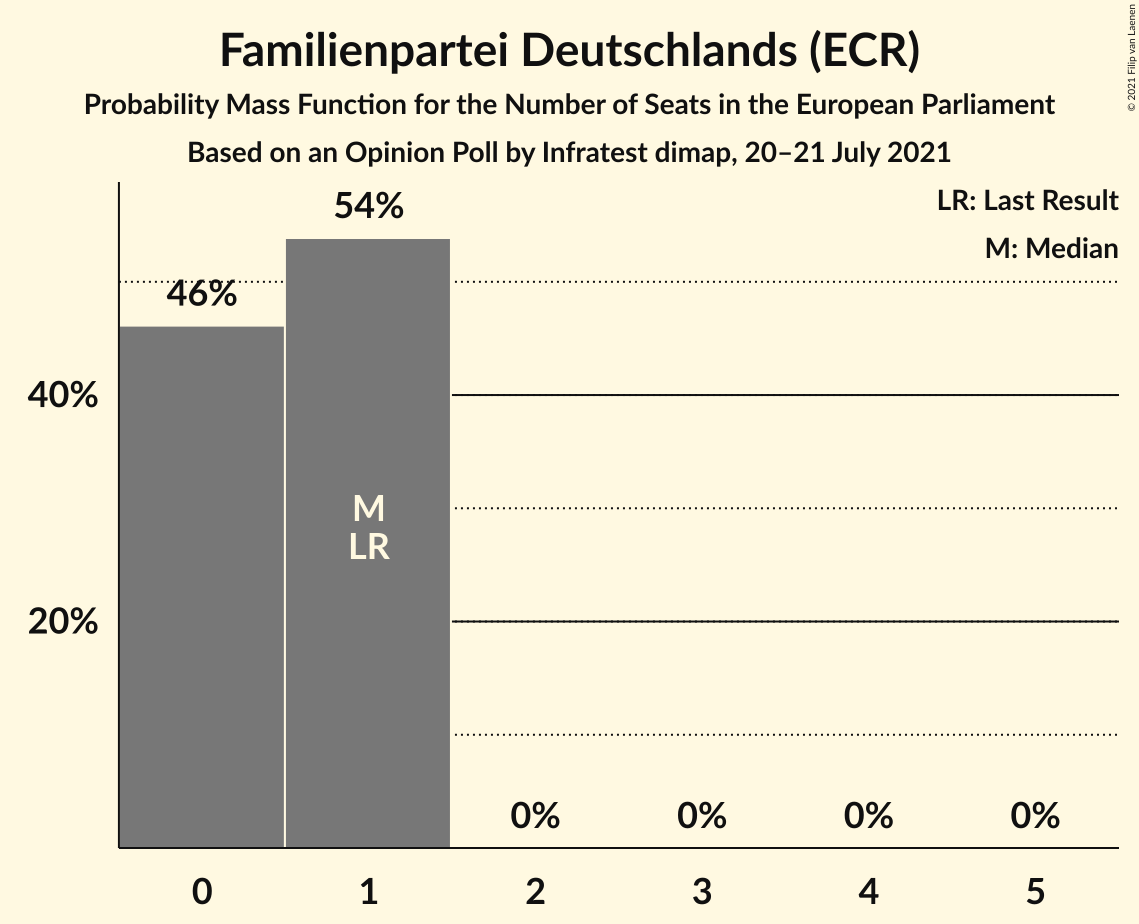 Familienpartei Deutschlands (ECR)
Probability Mass Function for the Number of Seats in the European Parliament
Based on an Opinion Poll by Infratest dimap, 20–21 July 2021
© 2021 Filip van Laenen
LR: Last Result
M: Median
54%
46%
40%
M
LR
20%
0% 0% 0% 0%
0 1 2 3 4 5